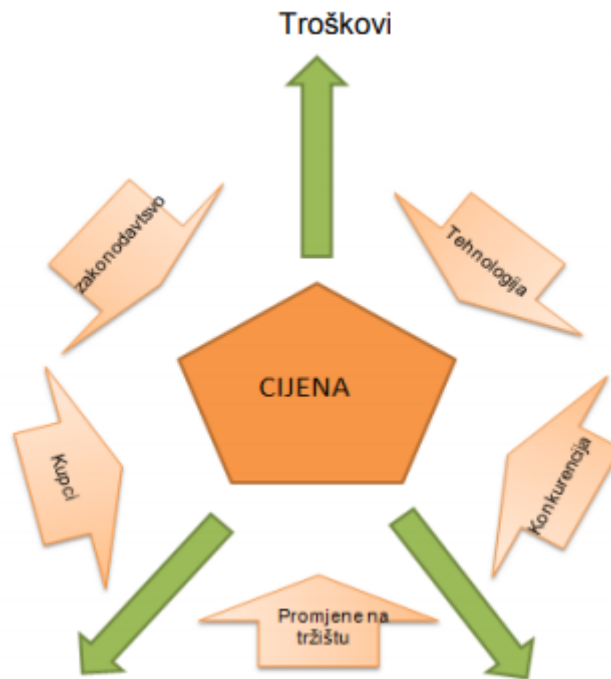 Troškovi
zakonodavtsvo
Tehnologija
CIJENA
Kupci
Konkurencija
Promjene na
tržištu